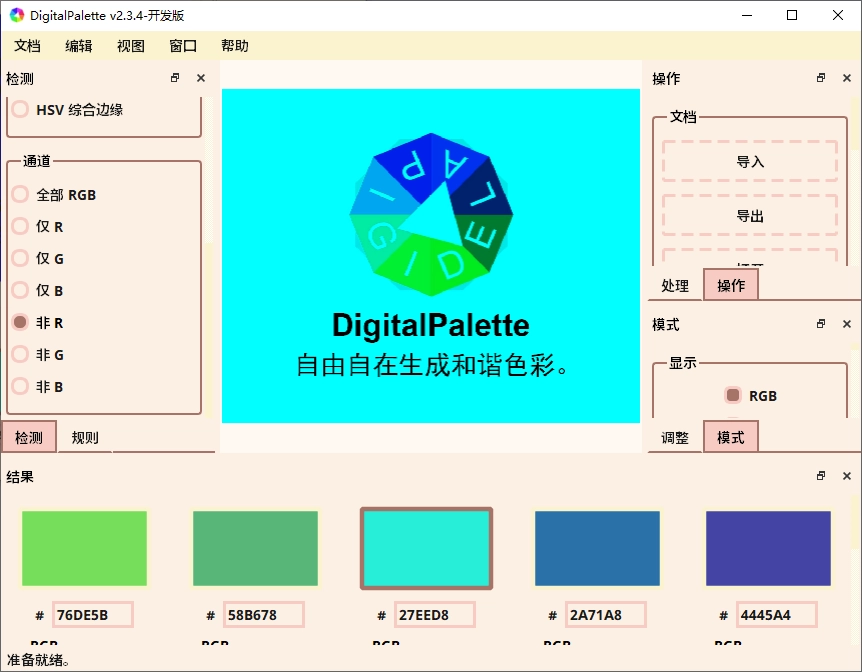 DigitalPalette v2.3.4-开发版
文档 编辑 视图 窗口 帮助
检测
HSV 综合边缘
通道
全部 RGB
仅 R
仅 G
仅 B
非 R
非 G
非 B
检测 规则
DIGITAL PALE
DigitalPalette
自由自在生成和谐色彩。
操作
文档
导入
导出
打开
处理 操作
模式
显示
RGB
调整 模式
结果
# 76DE5B # 58B678 # 27EED8 # 2A71A8 # 4445A4
RGB RGB RGB RGB RGB
准备就绪。